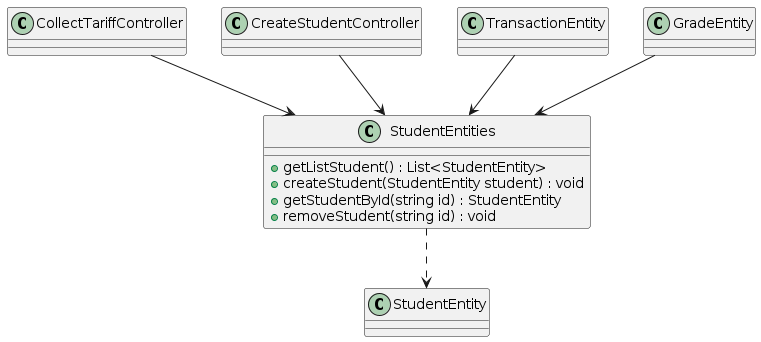 C CollectTariffController
C CreateStudentController
C TransactionEntity
C GradeEntity
C StudentEntities
getListStudent() : List<StudentEntity>
createStudent(StudentEntity student) : void
getStudentById(string id) : StudentEntity
removeStudent(string id) : void
C StudentEntity